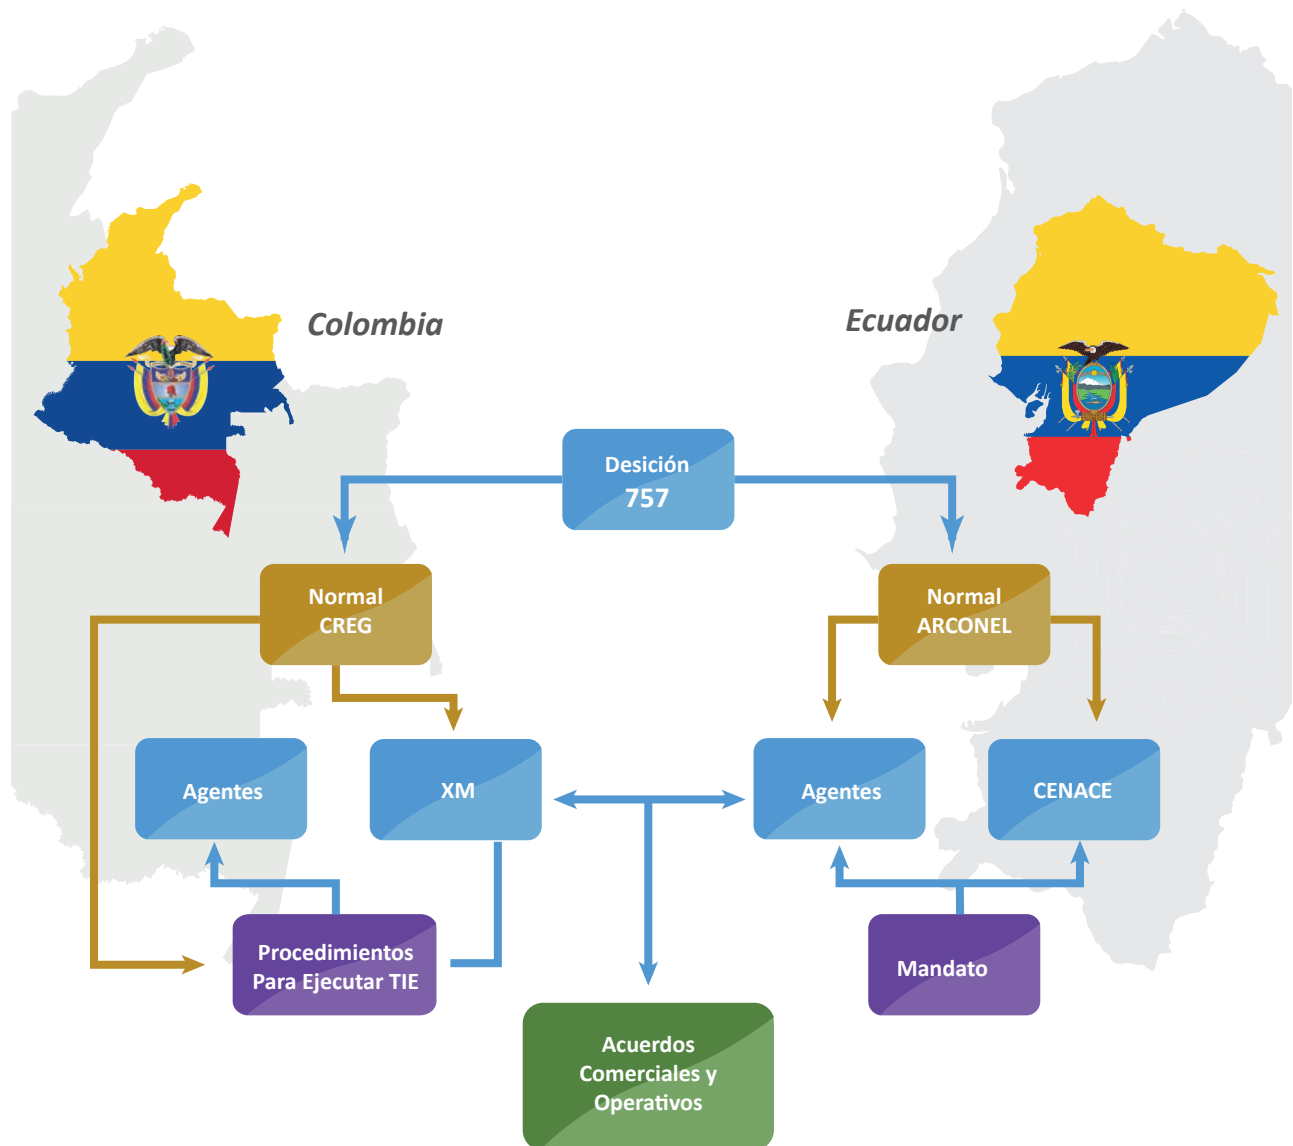 Colombia
Ecuador
Desición
757
Normal
CREG
Normal
ARCONEL
Agentes
XM
Agentes
CENACE
Procedimientos
Para Ejecutar TIE
Mandato
Acuerdos
Comerciales y
Operativos